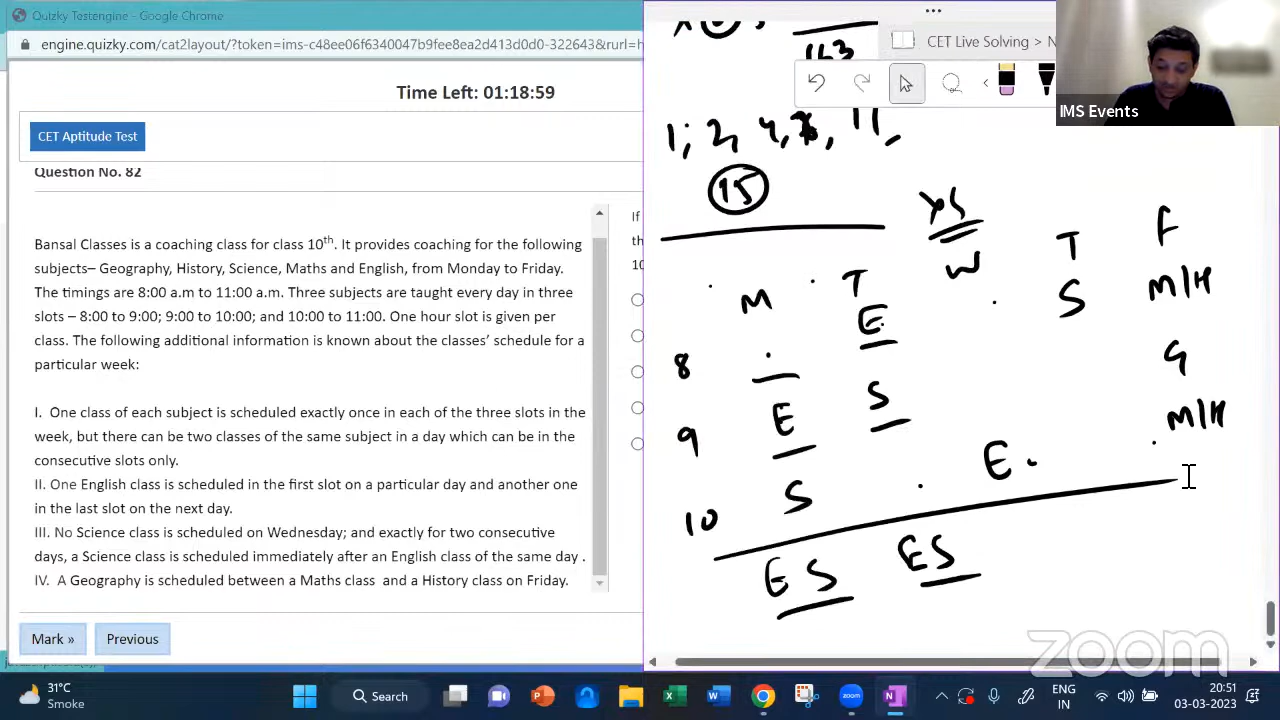 Quizky Testengine - Google Chrome
engine.quizky.com/cat2layout/?token=ims-c48ee06f6340047b9fee8ea2d413d0d0-322643&rurl=h
Time Left: 01:18:59
CET Aptitude Test
Question No. 82
Bansal Classes is a coaching class for class 10th. It provides coaching for the following
subjects– Geography, History, Science, Maths and English, from Monday to Friday.
The timings are 8:00 a.m to 11:00 a.m. Three subjects are taught every day in three
slots – 8:00 to 9:00; 9:00 to 10:00; and 10:00 to 11:00. One hour slot is given per
class. The following additional information is known about the classes’ schedule for a
particular week:
I. One class of each subject is scheduled exactly once in each of the three slots in the
week, but there can be two classes of the same subject in a day which can be in the
consecutive slots only.
II. One English class is scheduled in the first slot on a particular day and another one
in the last slot on the next day.
III. No Science class is scheduled on Wednesday; and exactly for two consecutive
days, a Science class is scheduled immediately after an English class of the same day .
IV. A Geography is scheduled between a Maths class and a History class on Friday.
Mark »
Previous
If
th
10
CET Live Solving > N
IMS Events
163
1; 2, 4, 11,
15
XS
M T W T F
8 E S M/H
9 E S G
10 S E M/H
ES ES
zoom
31°C
Smoke
Search
zoom
ENG
IN
20:51
03-03-2023